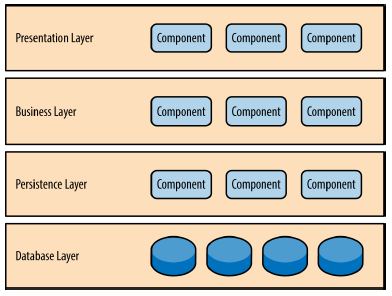 Presentation Layer Component Component Component
Business Layer Component Component Component
Persistence Layer Component Component Component
Database Layer